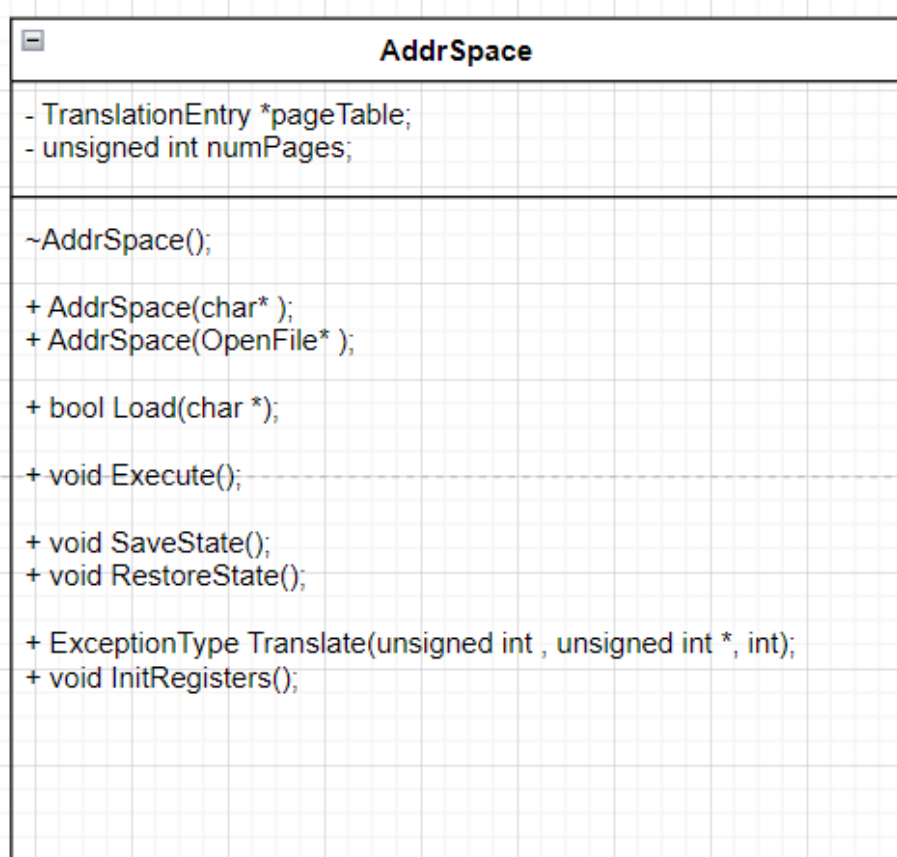 AddrSpace
- TranslationEntry *pageTable;
- unsigned int numPages;
~AddrSpace();
+ AddrSpace(char* );
+ AddrSpace(OpenFile* );
+ bool Load(char *);
+ void Execute();
+ void SaveState();
+ void RestoreState();
+ ExceptionType Translate(unsigned int , unsigned int *, int);
+ void InitRegisters();